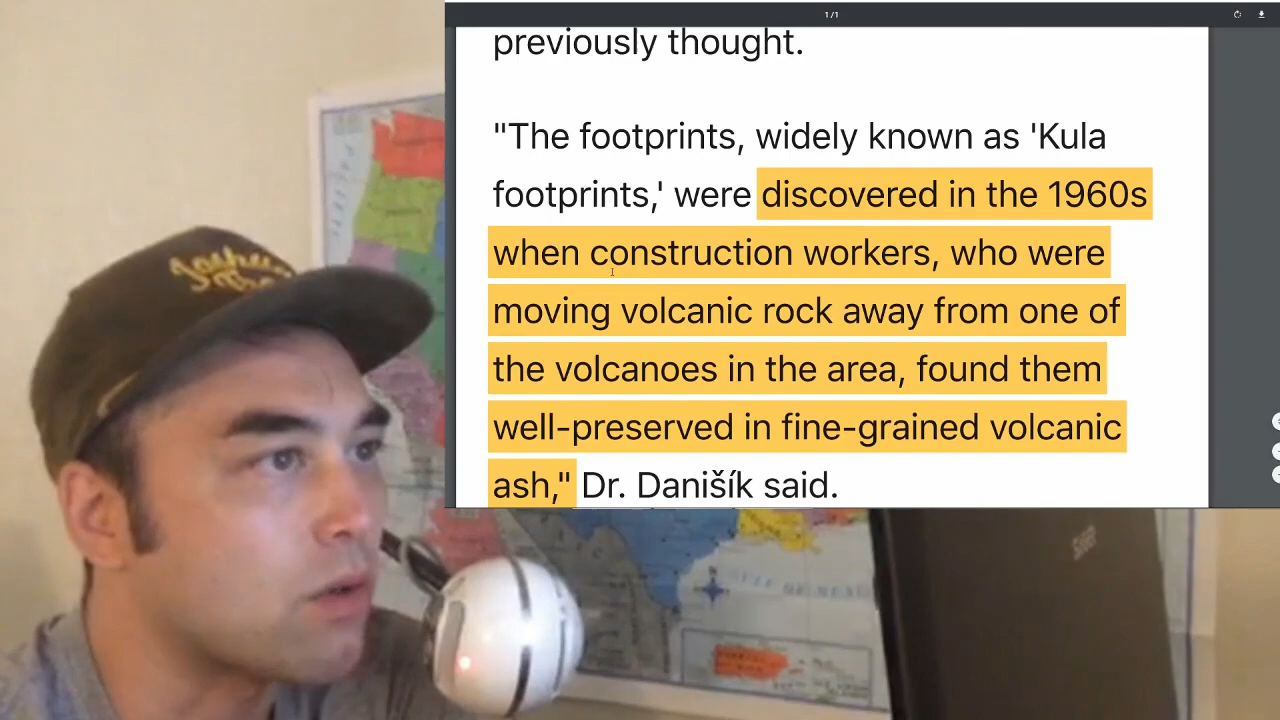 1/1
previously thought.
"The footprints, widely known as 'Kula
footprints,' were discovered in the 1960s
when construction workers, who were
moving volcanic rock away from one of
the volcanoes in the area, found them
well-preserved in fine-grained volcanic
ash," Dr. Danišík said.
Joshua
Tree